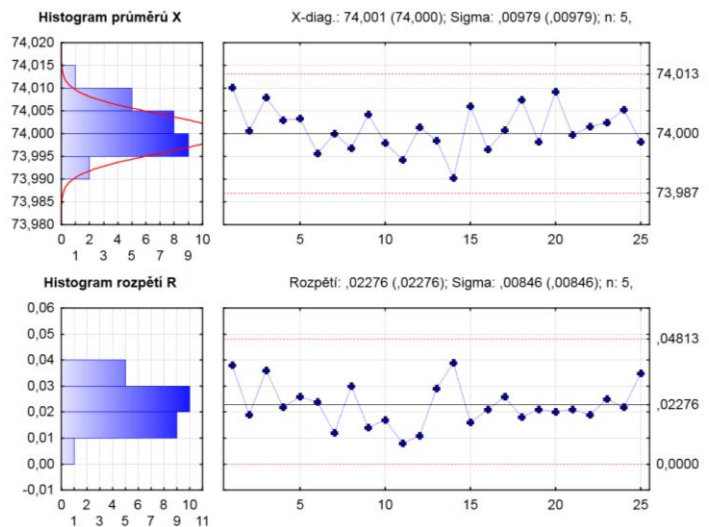 Histogram průměrů X
X-diag.: 74,001 (74,000); Sigma: ,00979 (,00979); n: 5,
74,020
74,015
74,010
74,005
74,000
73,995
73,990
73,985
73,980
0 2 4 6 8 10
1 3 5 7 9
74,013
74,000
73,987
5 10 15 20 25
Histogram rozpětí R
Rozpětí: ,02276 (,02276); Sigma: ,00846 (,00846); n: 5,
0,06
0,05
0,04
0,03
0,02
0,01
0,00
-0,01
0 2 4 6 8 10
1 3 5 7 9 11
,04813
,02276
0,0000
5 10 15 20 25